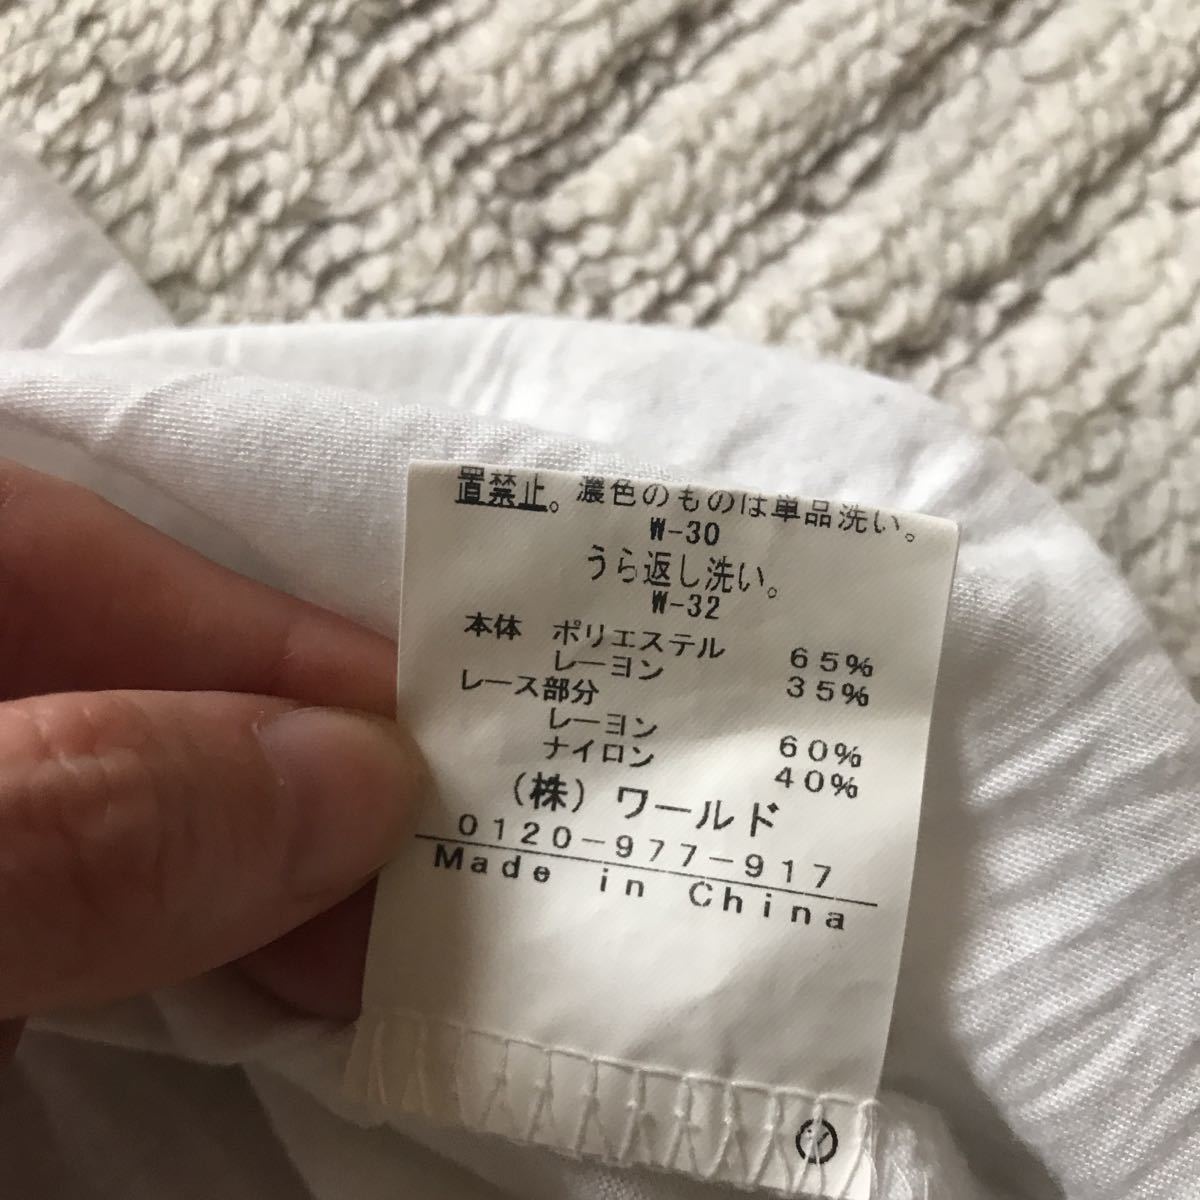 置禁止。濃色のものは単品洗い。
W-30
うら返し洗い。
W-32
本体 ポリエステル 65%
レーヨン 35%
レース部分
レーヨン 60%
ナイロン 40%
(株)ワールド
0120-977-917
Made in China